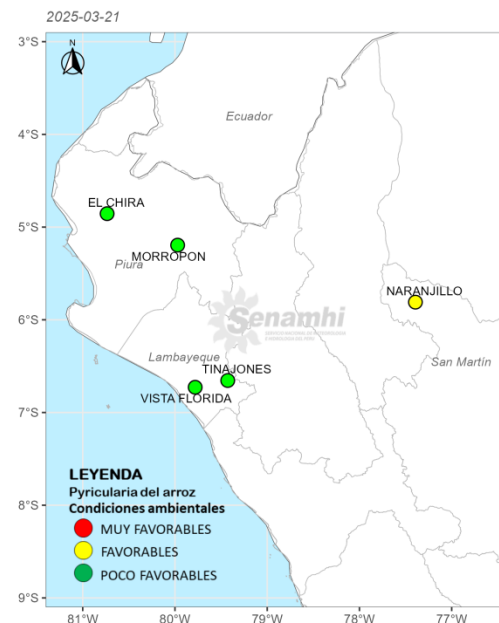 2025-03-21
3°S
N
Ecuador
4°S
EL CHIRA
5°S
MORROPON
Piura
NARANJILLO
6°S
Senamhi
Lambayeque
San Martín
TINAJONES
VISTA FLORIDA
7°S
LEYENDA
Pyricularia del arroz
Condiciones ambientales
8°S
MUY FAVORABLES
FAVORABLES
POCO FAVORABLES
9°S
81°W 80°W 79°W 78°W 77°W